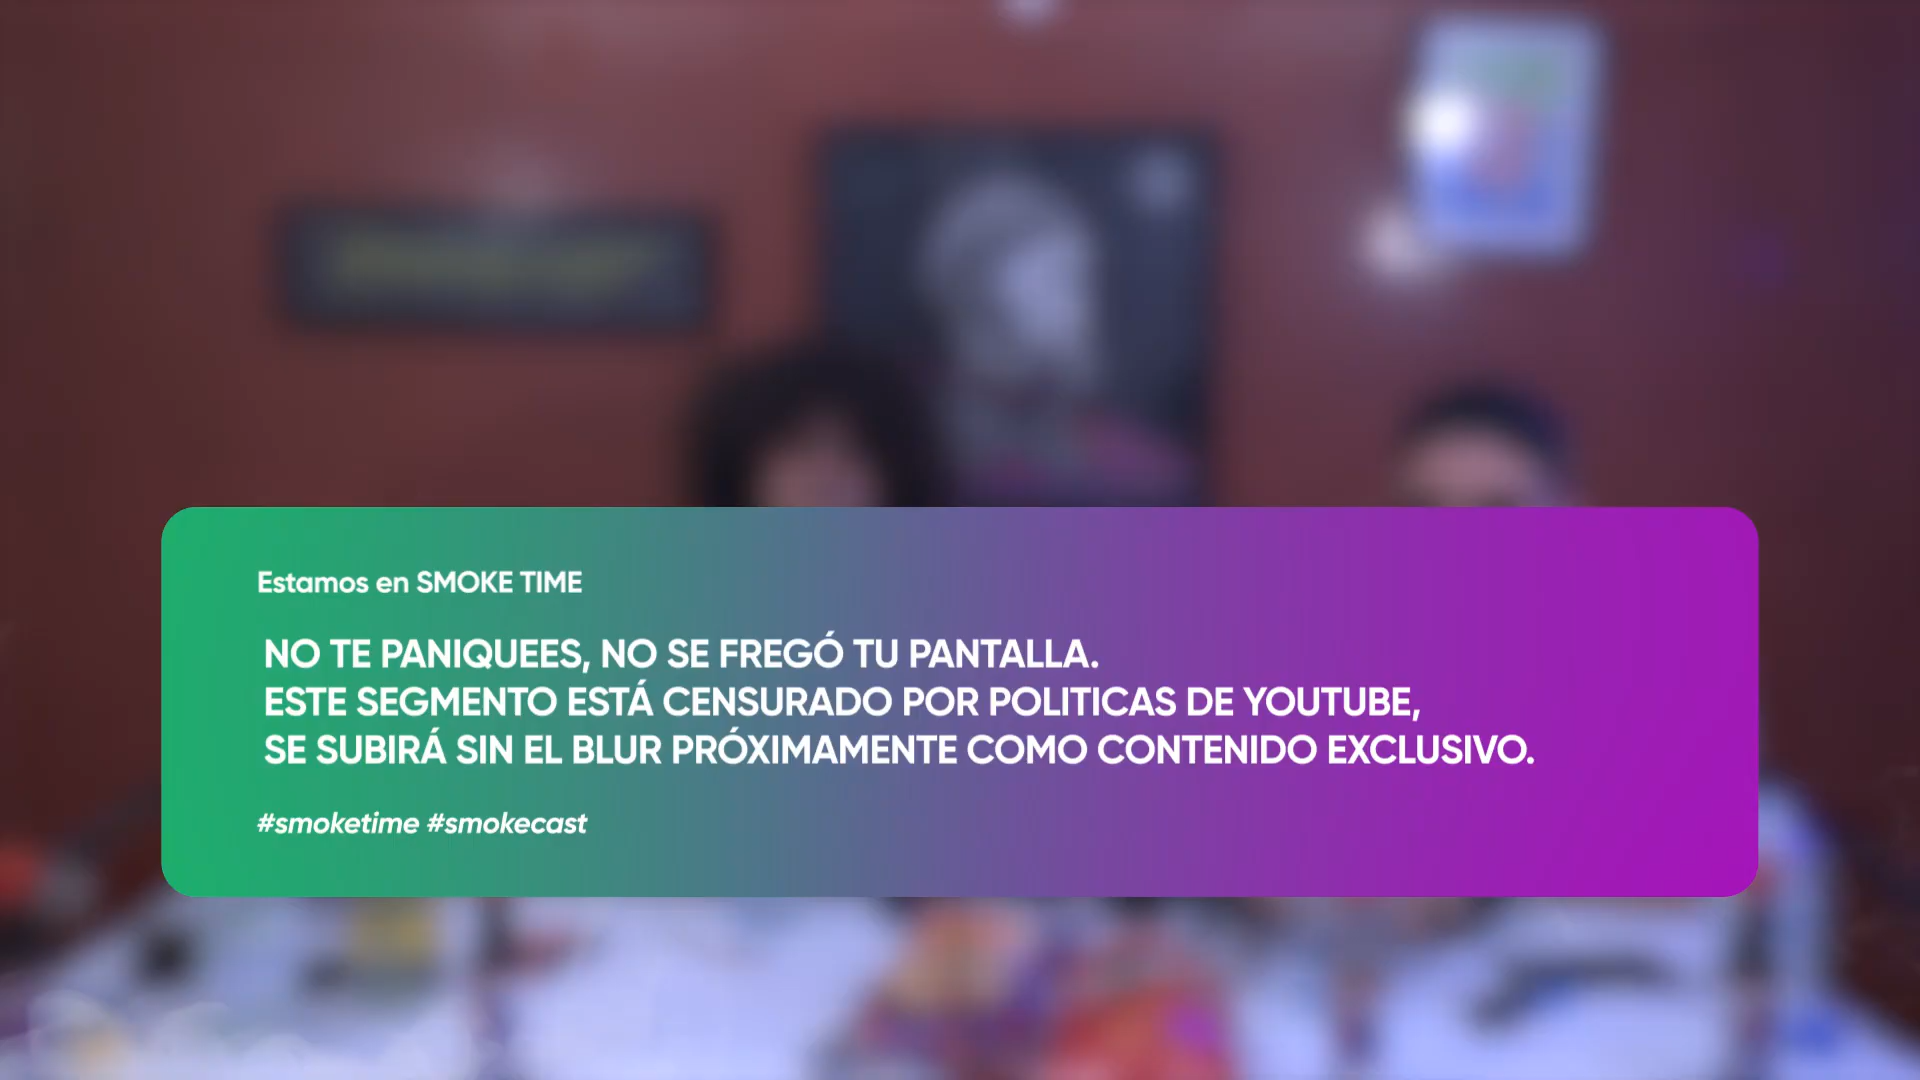 Estamos en SMOKE TIME
NO TE PANIQUEES, NO SE FREGÓ TU PANTALLA.
ESTE SEGMENTO ESTÁ CENSURADO POR POLITICAS DE YOUTUBE,
SE SUBIRÁ SIN EL BLUR PRÓXIMAMENTE COMO CONTENIDO EXCLUSIVO.
#smoketime #smokecast